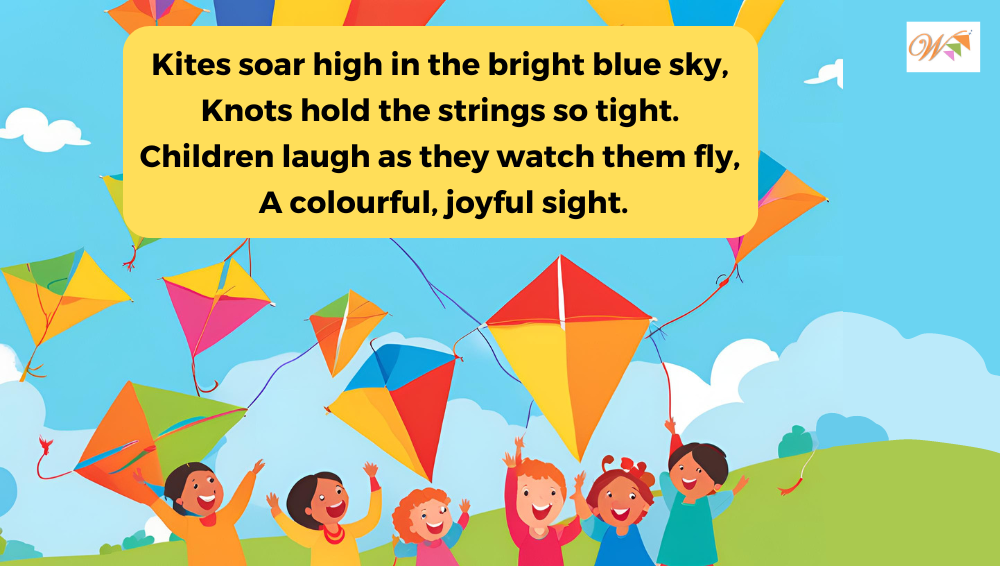 Kites soar high in the bright blue sky,
Knots hold the strings so tight.
Children laugh as they watch them fly,
A colourful, joyful sight.
W